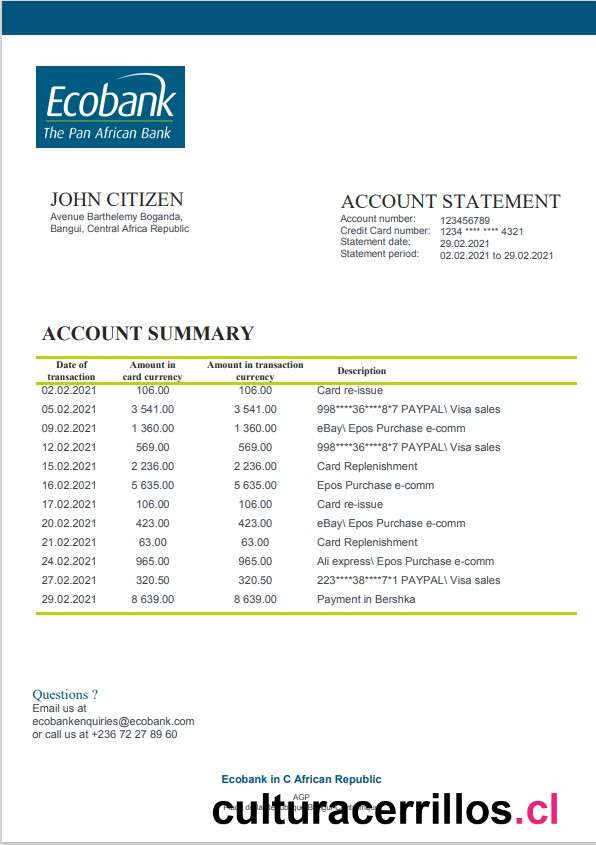 Ecobank
The Pan African Bank
JOHN CITIZEN
Avenue Barthelemy Boganda,
Bangui, Central Africa Republic
ACCOUNT STATEMENT
Account number: 123456789
Credit Card number: 1234 **** **** 4321
Statement date: 29.02.2021
Statement period: 02.02.2021 to 29.02.2021
ACCOUNT SUMMARY
Date of transaction Amount in card currency Amount in transaction currency Description
02.02.2021 106.00 106.00 Card re-issue
05.02.2021 3 541.00 3 541.00 998****36****8*7 PAYPAL\ Visa sales
09.02.2021 1 360.00 1 360.00 eBay\ Epos Purchase e-comm
12.02.2021 569.00 569.00 998****36****8*7 PAYPAL\ Visa sales
15.02.2021 2 236.00 2 236.00 Card Replenishment
16.02.2021 5 635.00 5 635.00 Epos Purchase e-comm
17.02.2021 106.00 106.00 Card re-issue
20.02.2021 423.00 423.00 eBay\ Epos Purchase e-comm
21.02.2021 63.00 63.00 Card Replenishment
24.02.2021 965.00 965.00 Ali express\ Epos Purchase e-comm
27.02.2021 320.50 320.50 223****38****7*1 PAYPAL\ Visa sales
29.02.2021 8 639.00 8 639.00 Payment in Bershka
Questions ?
Email us at
ecobankenquiries@ecobank.com
or call us at +236 72 27 89 60
Ecobank in C African Republic
AGP
culturacerrillos.cl